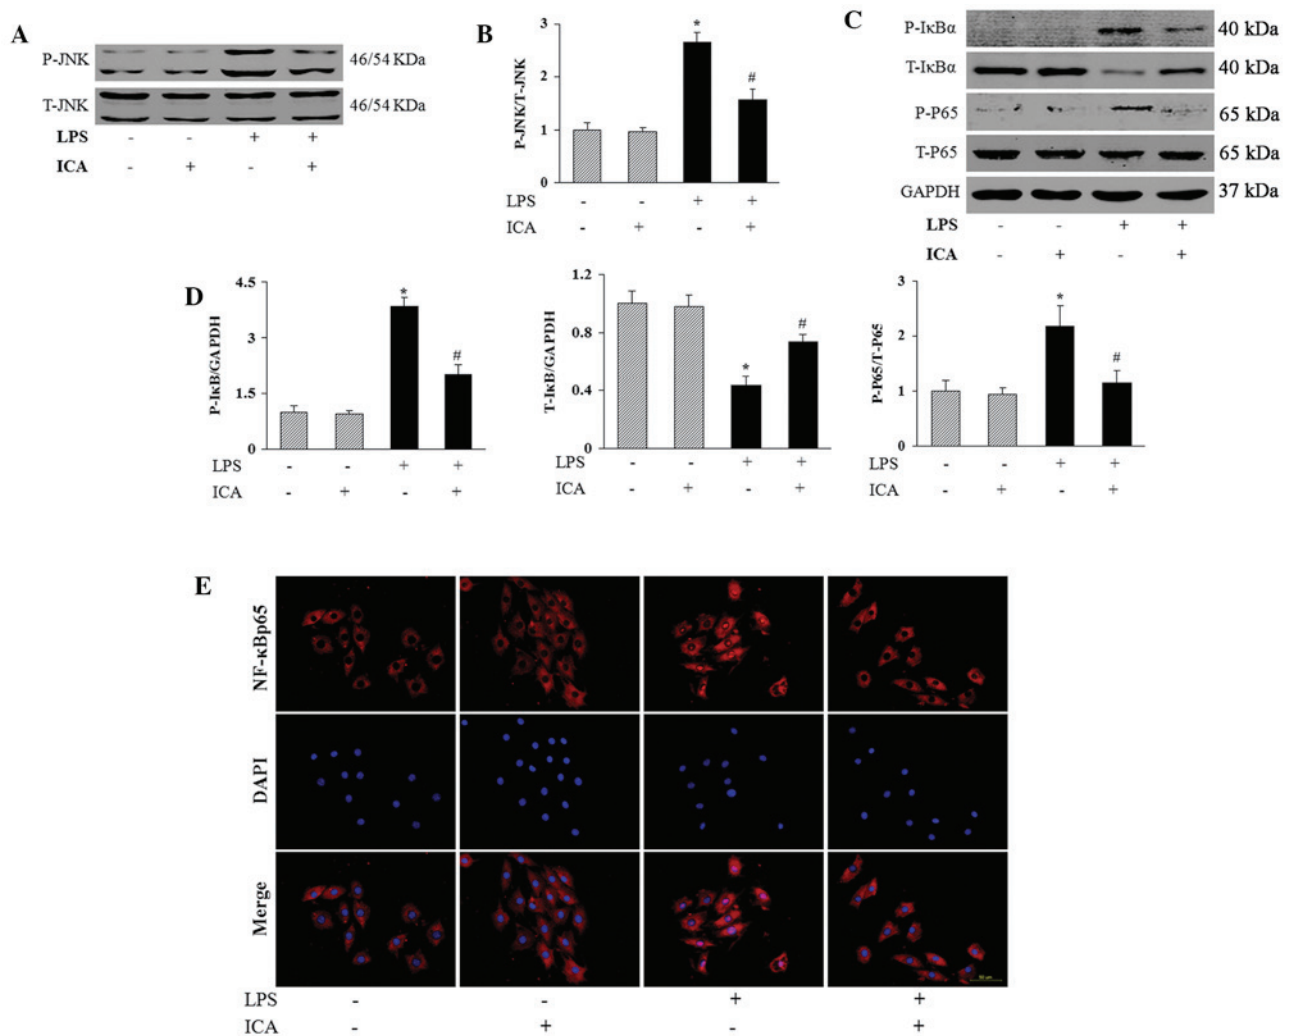 A
P-JNK 46/54 KDa
T-JNK 46/54 KDa
LPS - - + +
ICA - + - +
B
P-JNK/T-JNK
3
2
1
0
* #
LPS - - + +
ICA - + - +
C
P-IκBα 40 kDa
T-IκBα 40 kDa
P-P65 65 kDa
T-P65 65 kDa
GAPDH 37 kDa
LPS - - + +
ICA - + - +
D
P-IκB/GAPDH
4.5
3
1.5
0
* #
LPS - - + +
ICA - + - +
T-IκB/GAPDH
1.2
0.8
0.4
0
* #
LPS - - + +
ICA - + - +
P-P65/T-P65
3
2
1
0
* #
LPS - - + +
ICA - + - +
E
NF-κBp65
DAPI
Merge
LPS - - + +
ICA - + - +